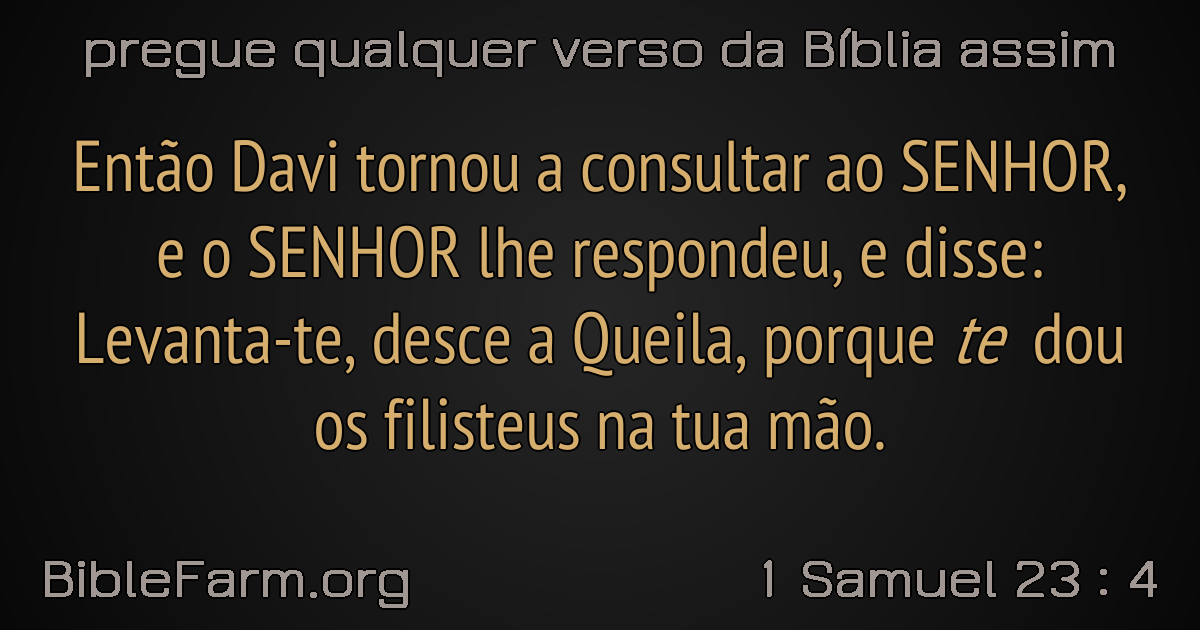 pregue qualquer verso da Bíblia assim
Então Davi tornou a consultar ao SENHOR,
e o SENHOR lhe respondeu, e disse:
Levanta-te, desce a Queila, porque te dou
os filisteus na tua mão.
BibleFarm.org
1 Samuel 23 : 4